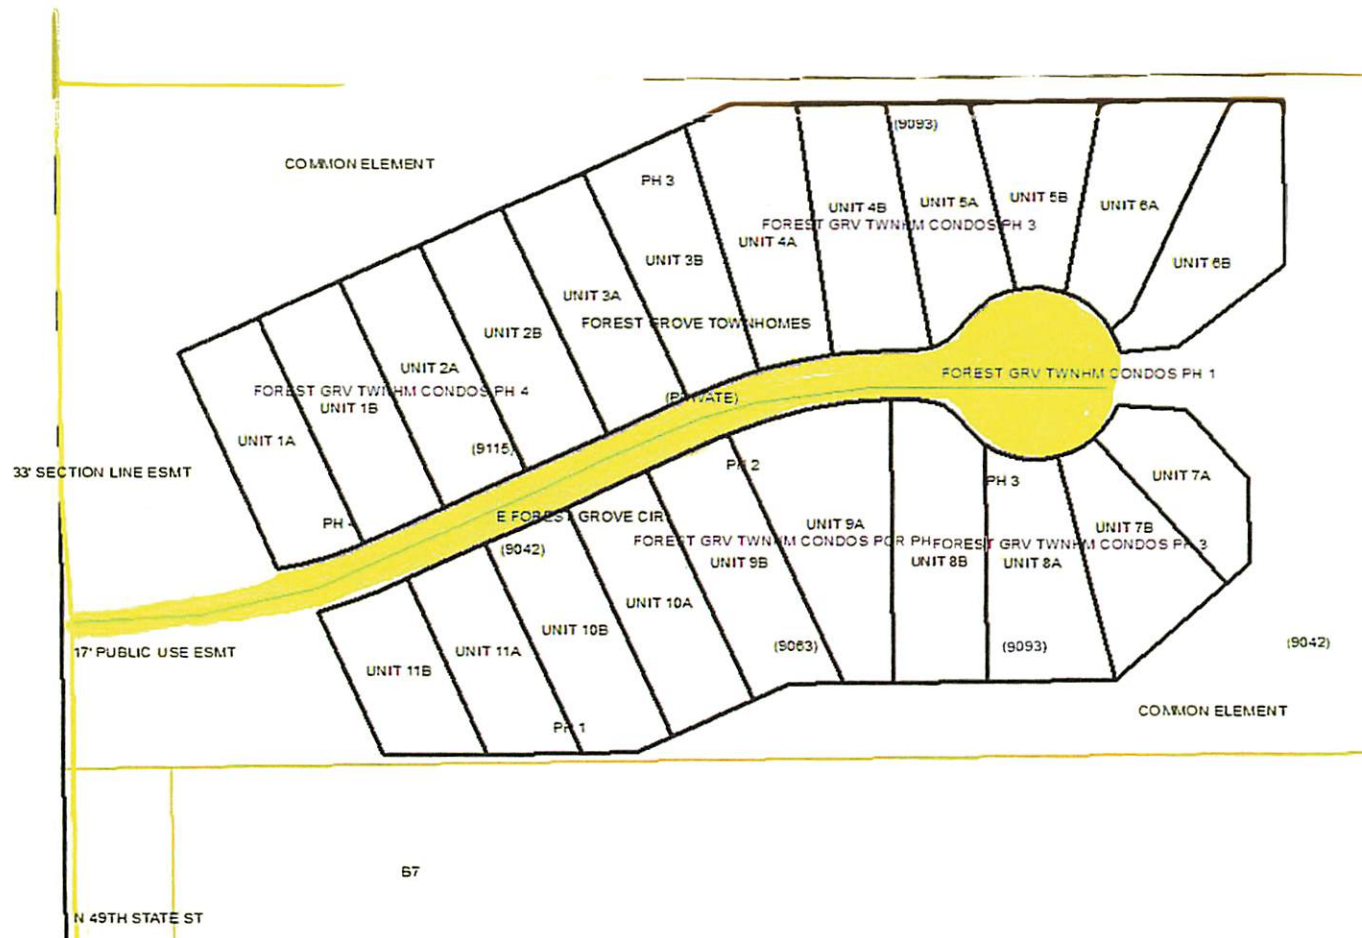 (9093)
COMMON ELEMENT
PH 3
UNIT 5B
UNIT 5A
UNIT 6A
UNIT 4B
FOREST GRV TWNHM CONDOS PH 3
UNIT 4A
UNIT 3B
UNIT 6B
UNIT 3A
FOREST GROVE TOWNHOMES
UNIT 2B
UNIT 2A
FOREST GRV TWNHM CONDOS PH 1
FOREST GRV TWNHM CONDOS PH 4
(PRIVATE)
UNIT 1B
UNIT 1A
(9115)
PH 2
33' SECTION LINE ESMT
UNIT 7A
PH 3
E FOREST GROVE CIR
PH 4
UNIT 9A
UNIT 7B
FOREST GRV TWNHM CONDOS POR PH
FOREST GRV TWNHM CONDOS PH 3
(9042)
UNIT 9B
UNIT 8B
UNIT 8A
UNIT 10A
UNIT 10B
(9063)
(9093)
(9042)
17' PUBLIC USE ESMT
UNIT 11A
UNIT 11B
COMMON ELEMENT
PH 1
B7
N 49TH STATE ST